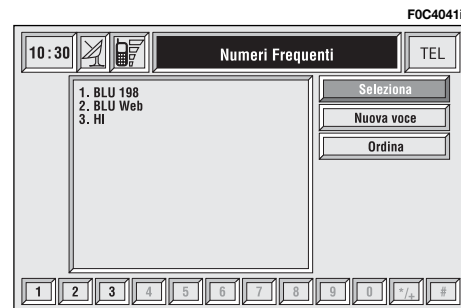 F0C4041i
10:30 Numeri Frequenti TEL
1. BLU 198
2. BLU Web
3. HI
Seleziona
Nuova voce
Ordina
1 2 3 4 5 6 7 8 9 0 */+ #